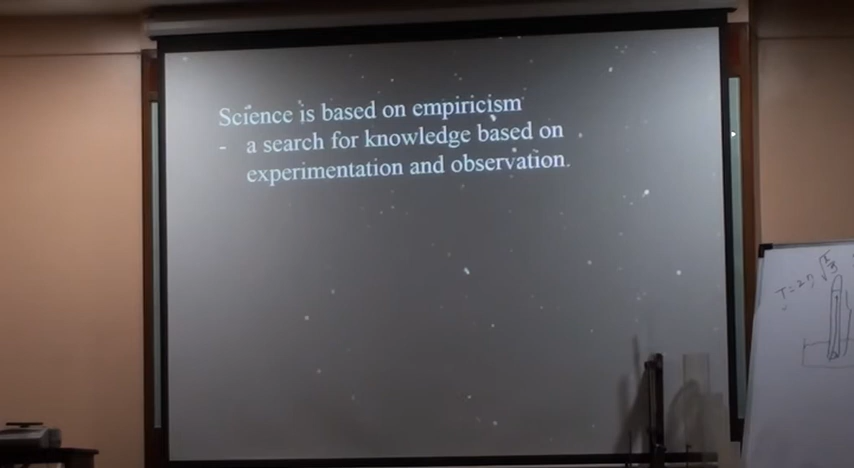 Science is based on empiricism
- a search for knowledge based on
experimentation and observation.